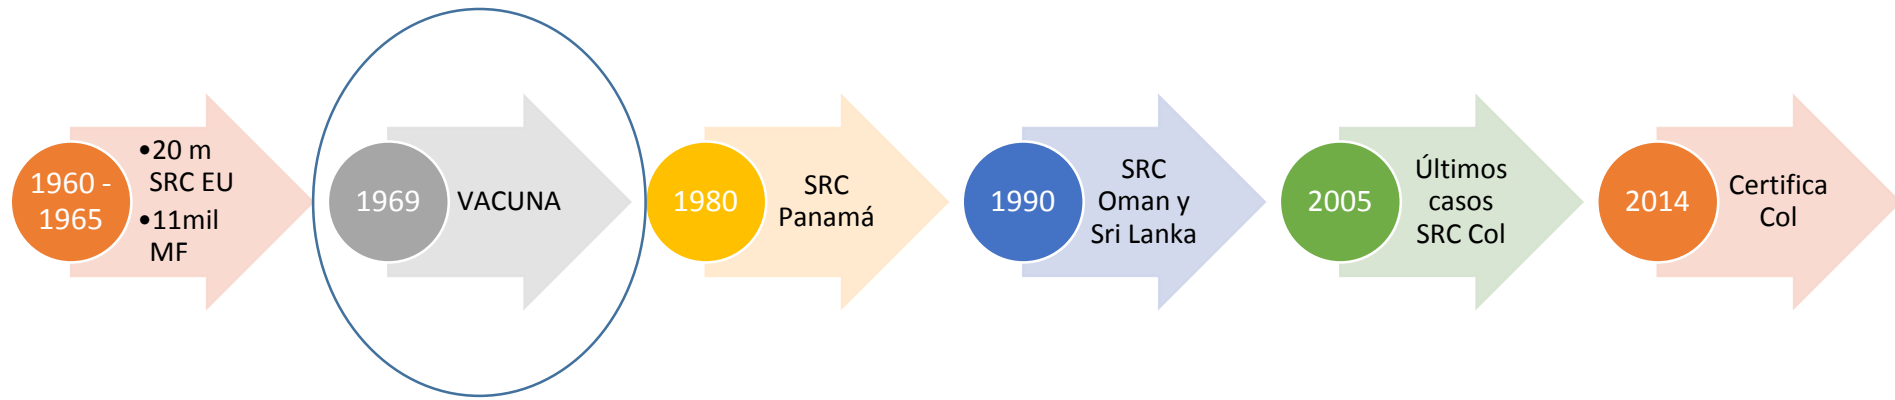 1960 -
1965
•20 m
SRC EU
•11mil
MF
1969
VACUNA
1980
SRC
Panamá
1990
SRC
Oman y
Sri Lanka
2005
Últimos
casos
SRC Col
2014
Certifica
Col